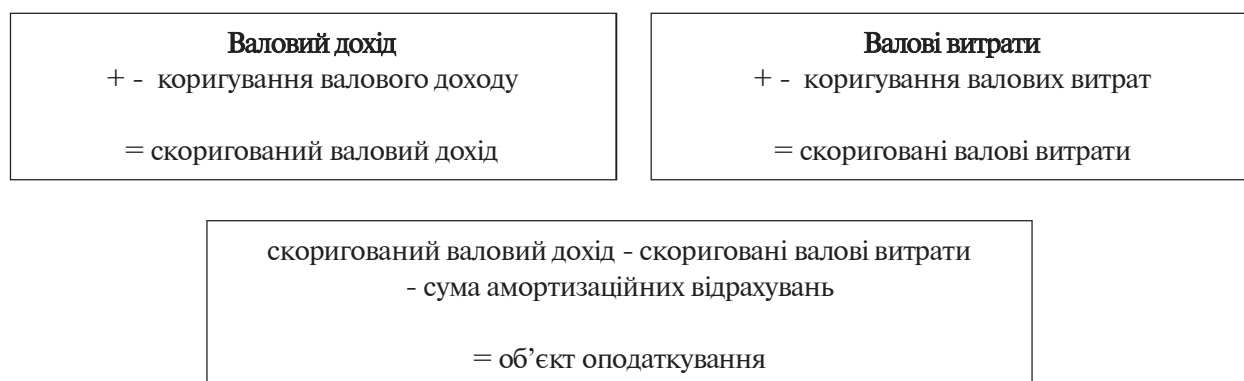 Валовий дохід
+ - коригування валового доходу
= скоригований валовий дохід
Валові витрати
+ - коригування валових витрат
= скориговані валові витрати
скоригований валовий дохід - скориговані валові витрати
- сума амортизаційних відрахувань
= об’єкт оподаткування